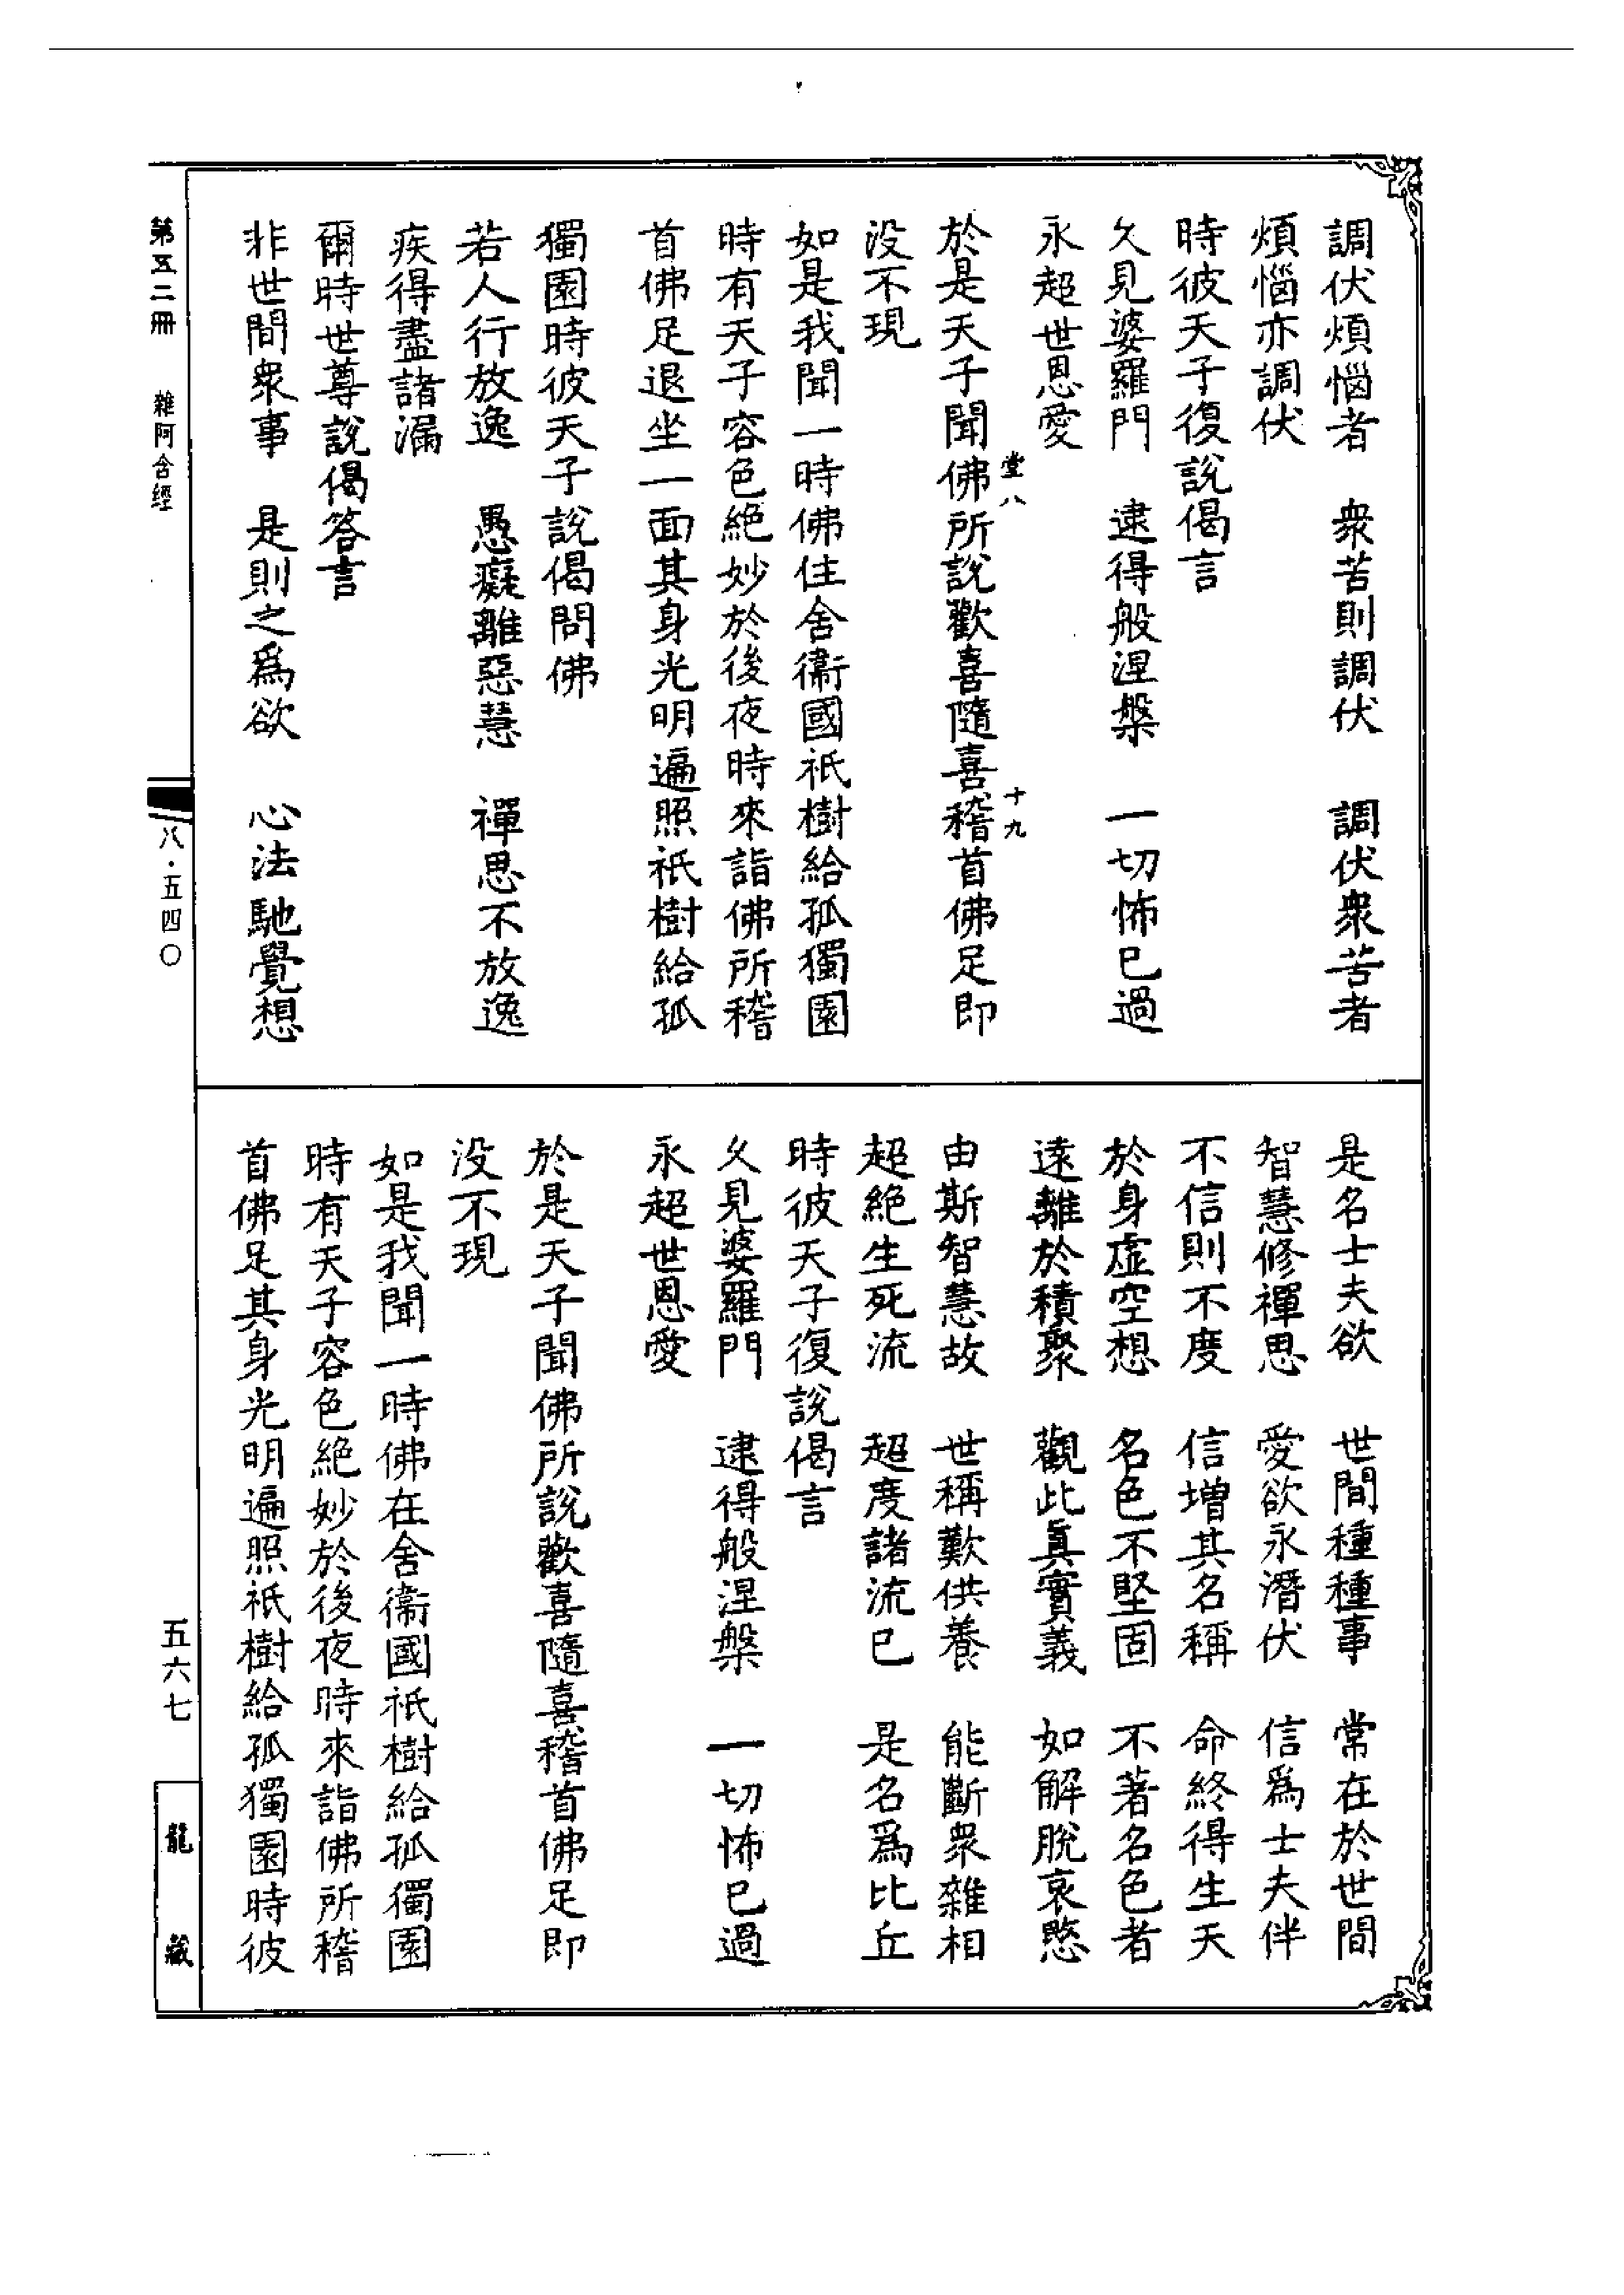 調伏煩惱者　衆苦則調伏　調伏衆苦者
煩惱亦調伏
時彼天子復說偈言
久見婆羅門　逮得般涅槃　一切怖已過
永超世恩愛
堂八　十九
於是天子聞佛所說歡喜隨喜稽首佛足即
没不現
如是我聞一時佛住舍衞國祇樹給孤獨園
時有天子容色絶妙於後夜時來詣佛所稽
首佛足退坐一面其身光明遍照祇樹給孤
獨園時彼天子說偈問佛
若人行放逸　愚癡離惡慧　禪思不放逸
疾得盡諸漏
爾時世尊說偈答言
非世間衆事　是則之爲欲　心法馳覺想
是名士夫欲　世間種種事　常在於世間
智慧修禪思　愛欲永潛伏　信爲士夫伴
不信則不度　信增其名稱　命終得生天
於身虚空想　名色不堅固　不著名色者
遠離於積聚　觀此眞實義　如解脫哀愍
由斯智慧故　世稱歎供養　能斷衆雜相
超絶生死流　超度諸流已　是名爲比丘
時彼天子復說偈言
久見婆羅門　逮得般涅槃　一切怖已過
永超世恩愛
於是天子聞佛所說歡喜隨喜稽首佛足即
没不現
如是我聞一時佛在舍衞國祇樹給孤獨園
時有天子容色絶妙於後夜時來詣佛所稽
首佛足其身光明遍照祇樹給孤獨園時彼
第五二冊　雜阿含經
八·五四〇
五六七
龍藏